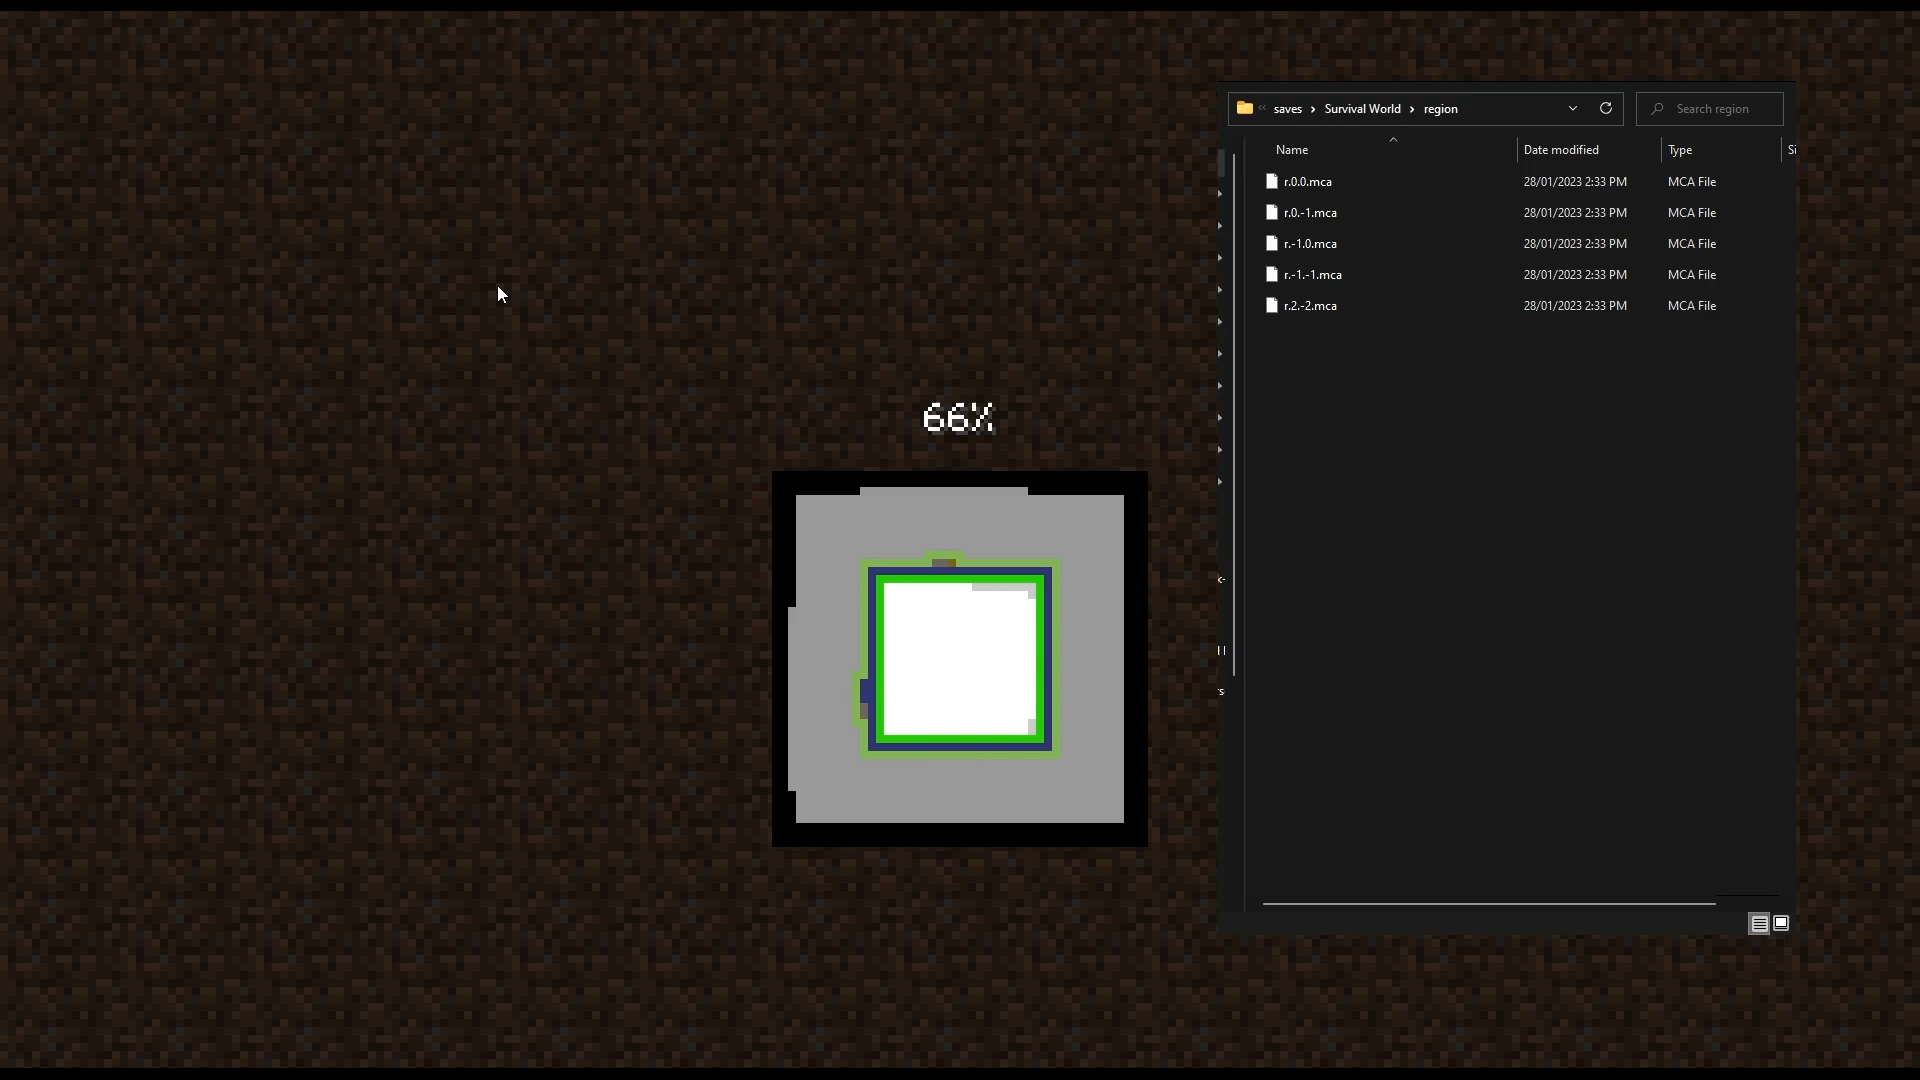 « saves > Survival World > region
Search region
Name Date modified Type Si
r.0.0.mca 28/01/2023 2:33 PM MCA File
r.0.-1.mca 28/01/2023 2:33 PM MCA File
r.-1.0.mca 28/01/2023 2:33 PM MCA File
r.-1.-1.mca 28/01/2023 2:33 PM MCA File
r.2.-2.mca 28/01/2023 2:33 PM MCA File
66%